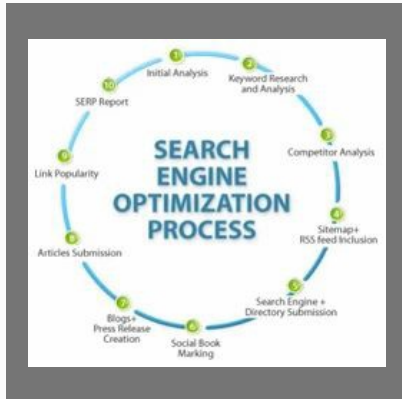 1
Initial Analysis
2
Keyword Research
and Analysis
3
Competitor Analysis
4
Sitemap+
RSS feed Inclusion
5
Search Engine +
Directory Submission
6
Social Book
Marking
7
Blogs+
Press Release
Creation
8
Articles Submission
9
Link Popularity
10
SERP Report
SEARCH
ENGINE
OPTIMIZATION
PROCESS